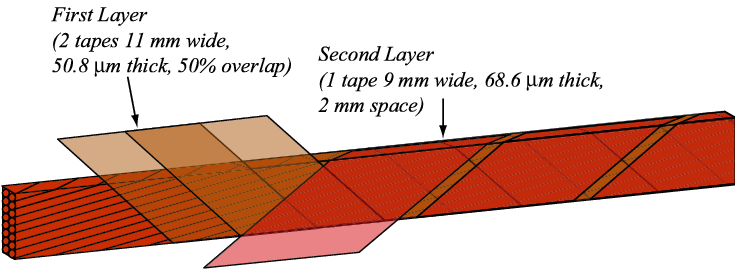 First Layer
(2 tapes 11 mm wide,
50.8 μm thick, 50% overlap)
Second Layer
(1 tape 9 mm wide, 68.6 μm thick,
2 mm space)